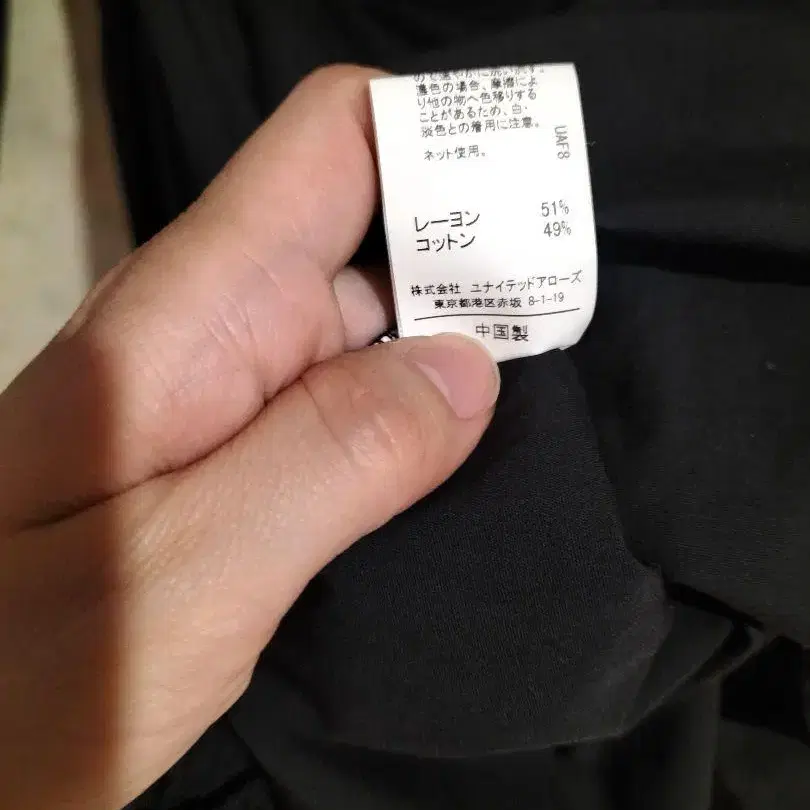 濃色の場合、摩擦によ
り他の物へ色移りする
ことがあるため、白・
淡色との着用に注意。
ネット使用。
UAF8
レーヨン 51%
コットン 49%
株式会社 ユナイテッドアローズ
東京都港区赤坂 8-1-19
中国製